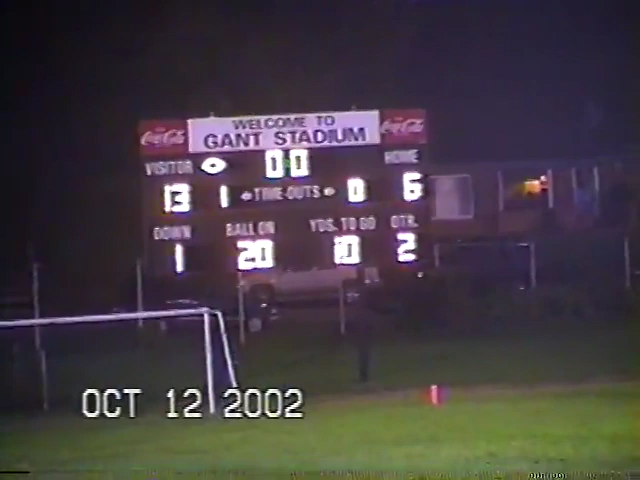 Coca-Cola WELCOME TO Coca-Cola
GANT STADIUM
VISITOR 00 HOME
13 1 TIME-OUTS 0 6
DOWN BALL ON YDS. TO GO QTR.
1 20 10 2
OCT 12 2002